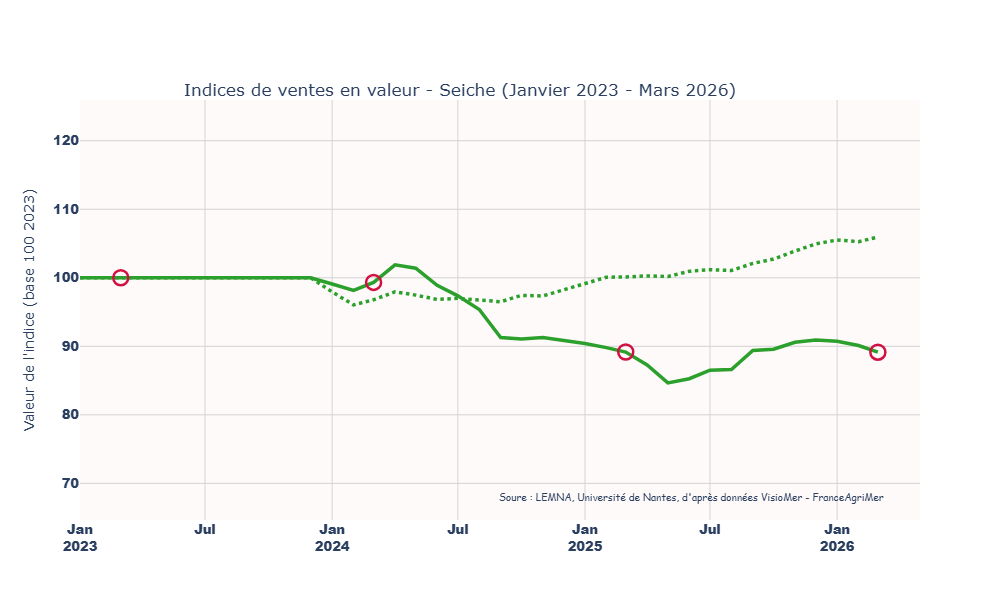 Indices de ventes en valeur - Seiche (Janvier 2023 - Mars 2026)
Valeur de l'indice (base 100 2023)
120
110
100
90
80
70
Soure : LEMNA, Université de Nantes, d'après données VisioMer - FranceAgriMer
Jan Jul Jan Jul Jan Jul Jan
2023 2024 2025 2026